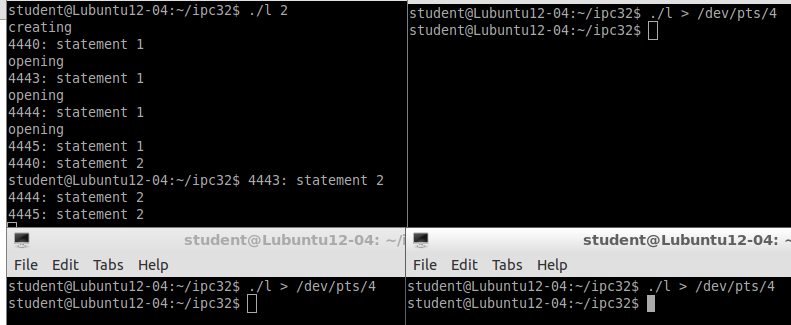 student@Lubuntu12-04:~/ipc32$ ./l 2
creating
4440: statement 1
opening
4443: statement 1
opening
4444: statement 1
opening
4445: statement 1
4440: statement 2
student@Lubuntu12-04:~/ipc32$ 4443: statement 2
4444: statement 2
4445: statement 2
student@Lubuntu12-04:~/ipc32$ ./l > /dev/pts/4
student@Lubuntu12-04:~/ipc32$
student@Lubuntu12-04: ~/i
File Edit Tabs Help
student@Lubuntu12-04:~/ipc32$ ./l > /dev/pts/4
student@Lubuntu12-04:~/ipc32$
student@Lubuntu12-04: ~
File Edit Tabs Help
student@Lubuntu12-04:~/ipc32$ ./l > /dev/pts/4
student@Lubuntu12-04:~/ipc32$